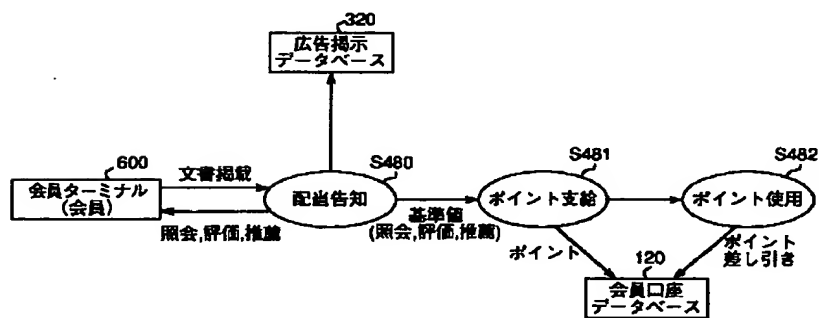 320
広告掲示
データベース
600
会員ターミナル
(会員)
文書掲載
照会,評価,推薦
S480
配当告知
基準値
(照会,評価,推薦)
S481
ポイント支給
S482
ポイント使用
ポイント
ポイント
差し引き
120
会員口座
データベース